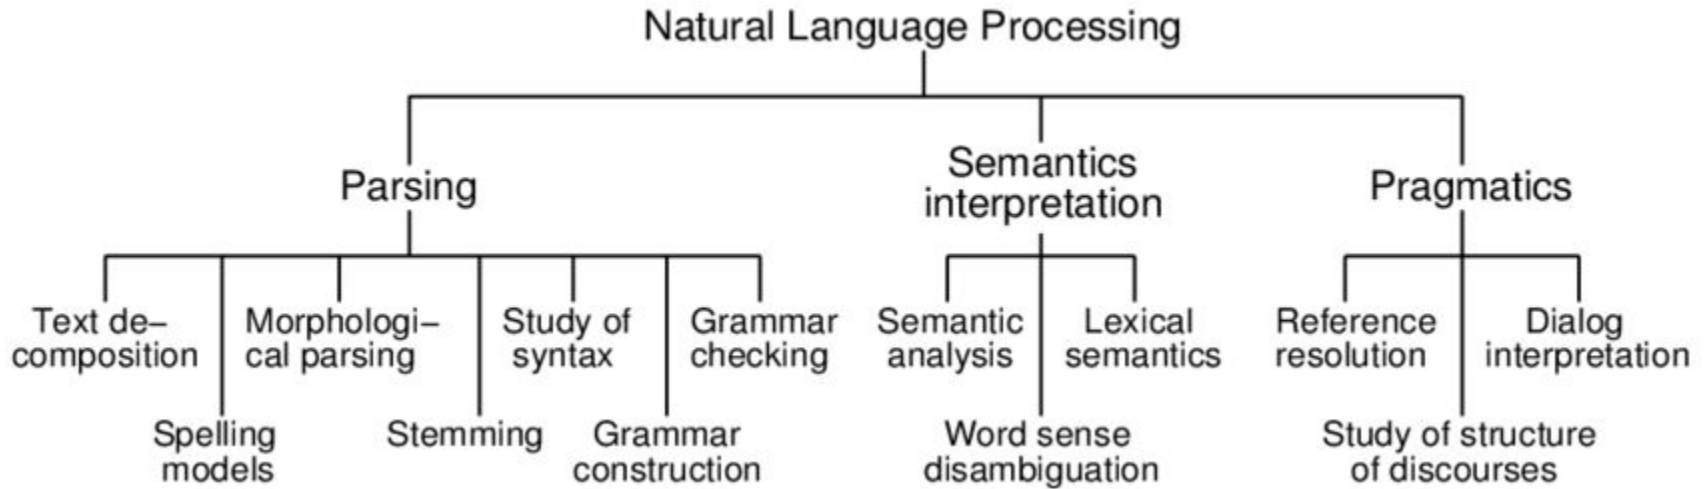 Natural Language Processing
Parsing
Semantics
interpretation
Pragmatics
Text de–
composition
Spelling
models
Morphologi–
cal parsing
Stemming
Study of
syntax
Grammar
construction
Grammar
checking
Semantic
analysis
Word sense
disambiguation
Lexical
semantics
Reference
resolution
Study of structure
of discourses
Dialog
interpretation